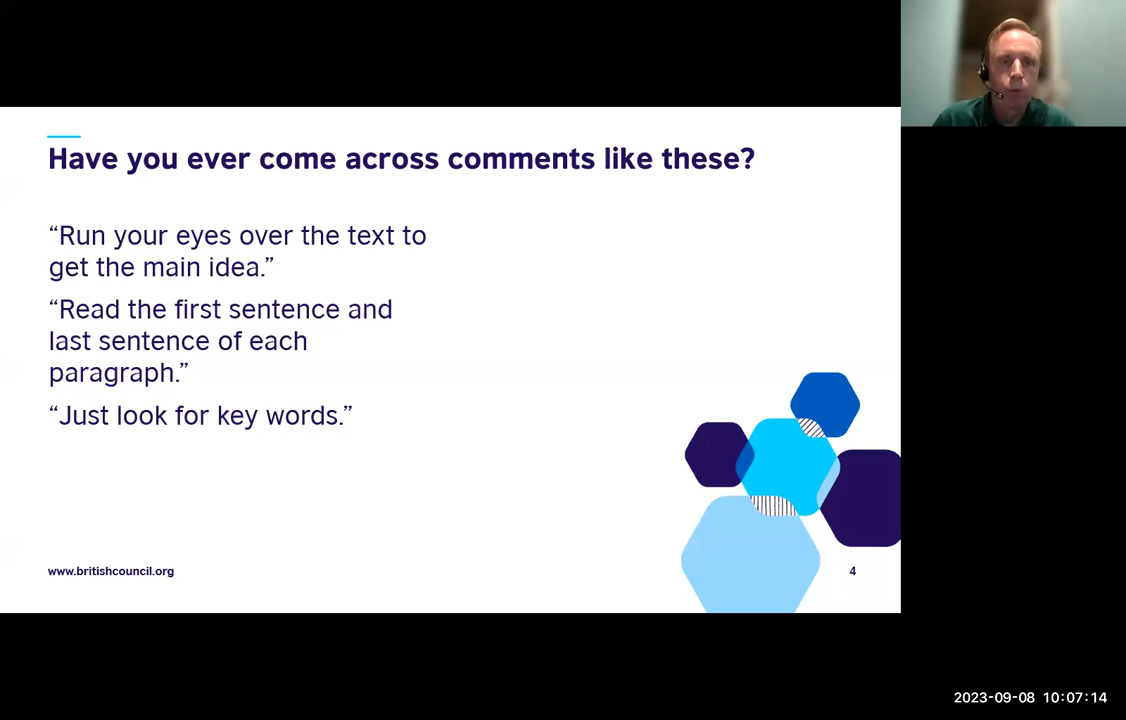 Have you ever come across comments like these?
“Run your eyes over the text to
get the main idea.”
“Read the first sentence and
last sentence of each
paragraph.”
“Just look for key words.”
www.britishcouncil.org
4
2023-09-08 10:07:14